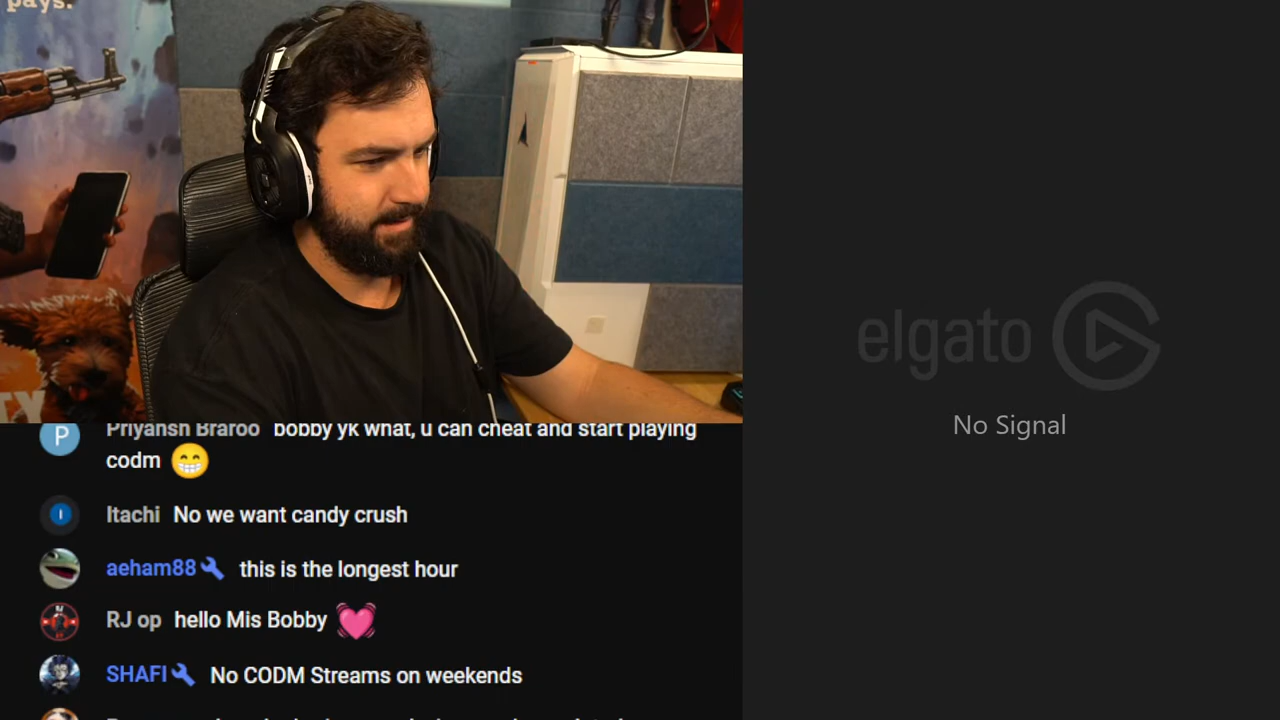 pays.
TY
elgato
No Signal
Priyansh Braroo bobby yk what, u can cheat and start playing
codm
Itachi No we want candy crush
aeham88 this is the longest hour
RJ op hello Mis Bobby
SHAFI No CODM Streams on weekends